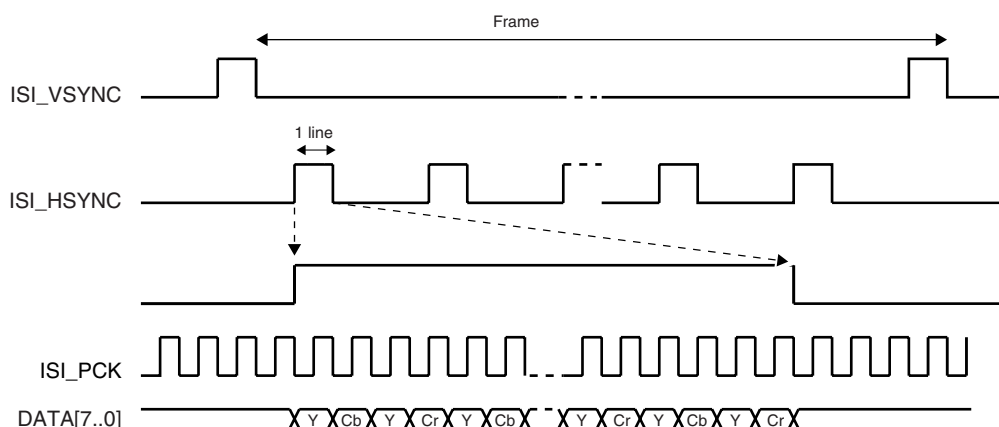 Frame
ISI_VSYNC
1 line
ISI_HSYNC
ISI_PCK
DATA[7..0] Y Cb Y Cr Y Cb Y Cr Y Cb Y Cr